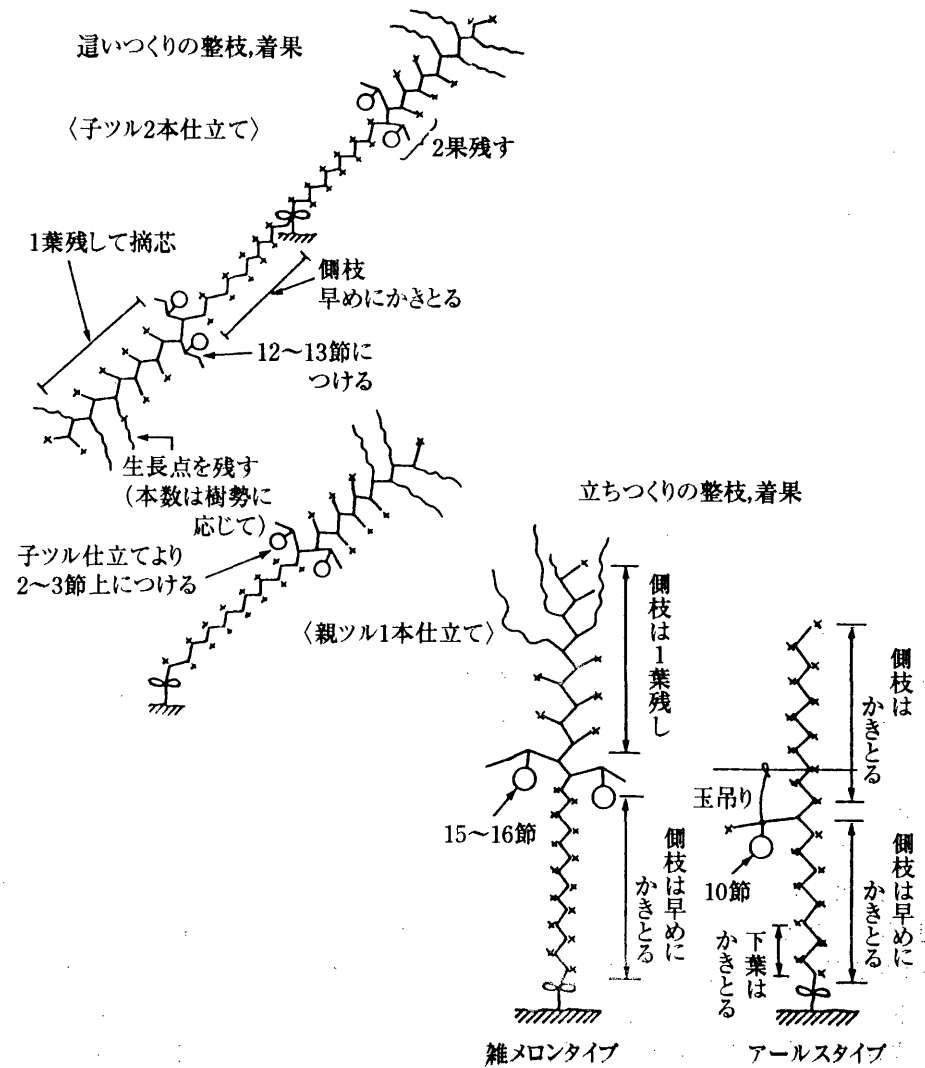 這いつくりの整枝,着果
〈子ツル2本仕立て〉
2果残す
1葉残して摘芯
側枝
早めにかきとる
12〜13節に
つける
生長点を残す
(本数は樹勢に
応じて)
子ツル仕立てより
2〜3節上につける
〈親ツル1本仕立て〉
立ちつくりの整枝,着果
側枝は1葉残し
15〜16節
側枝は早めに
かきとる
雑メロンタイプ
側枝は
かきとる
玉吊り
10節
側枝は早めに
かきとる
下葉は
かきとる
アールスタイプ